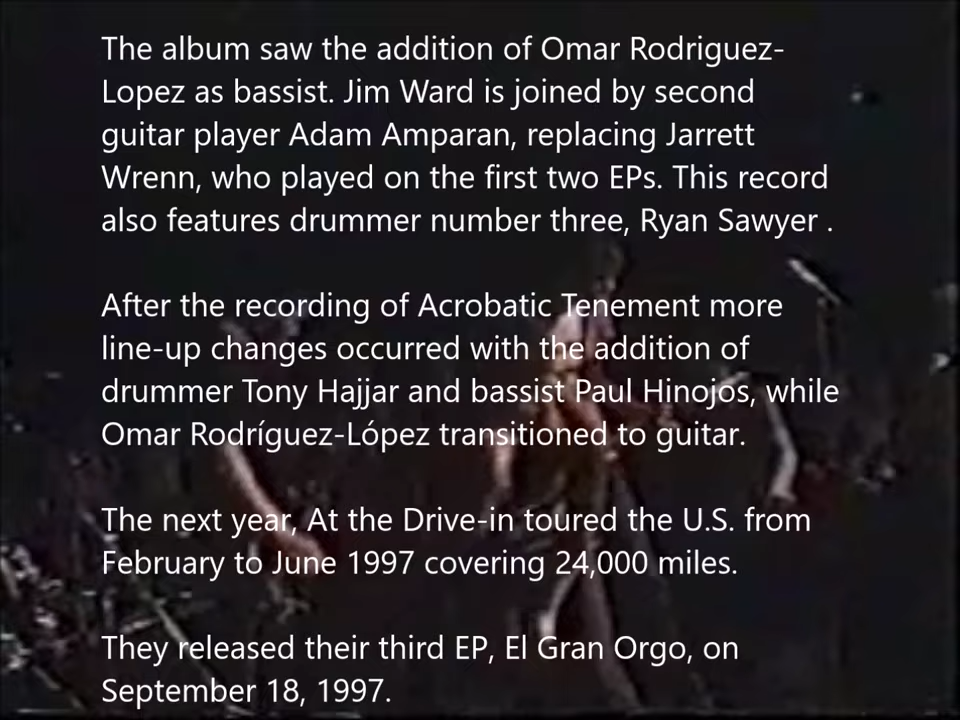 The album saw the addition of Omar Rodriguez-
Lopez as bassist. Jim Ward is joined by second
guitar player Adam Amparan, replacing Jarrett
Wrenn, who played on the first two EPs. This record
also features drummer number three, Ryan Sawyer .
After the recording of Acrobatic Tenement more
line-up changes occurred with the addition of
drummer Tony Hajjar and bassist Paul Hinojos, while
Omar Rodríguez-López transitioned to guitar.
The next year, At the Drive-in toured the U.S. from
February to June 1997 covering 24,000 miles.
They released their third EP, El Gran Orgo, on
September 18, 1997.